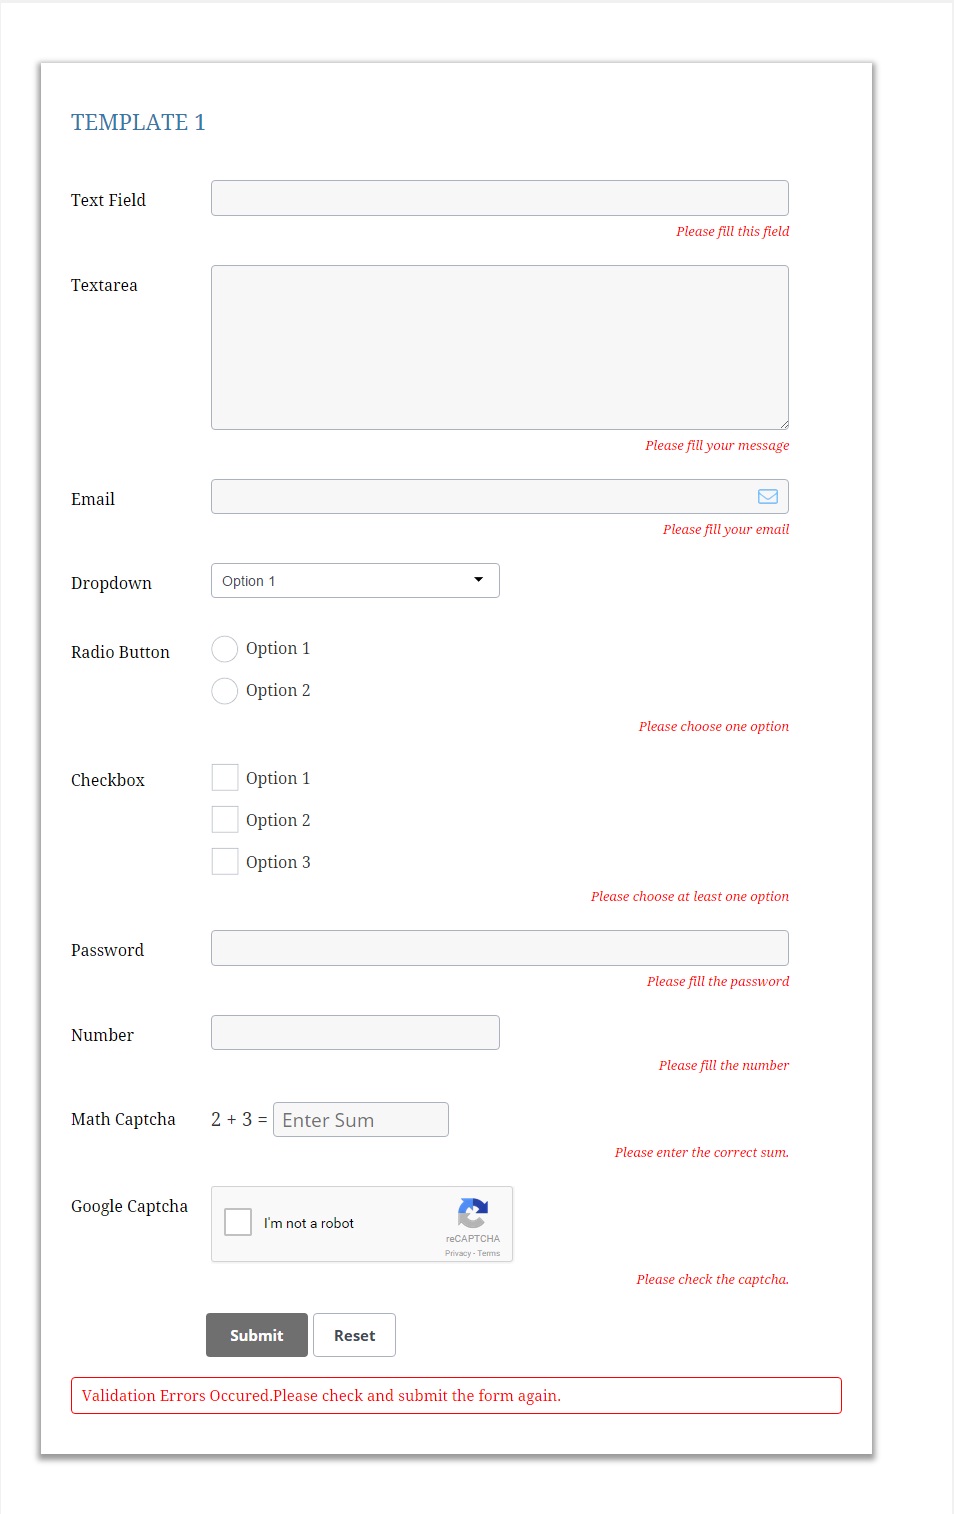 TEMPLATE 1
Text Field
Please fill this field
Textarea
Please fill your message
Email
Please fill your email
Dropdown
Option 1
Radio Button
Option 1
Option 2
Please choose one option
Checkbox
Option 1
Option 2
Option 3
Please choose at least one option
Password
Please fill the password
Number
Please fill the number
Math Captcha 2 + 3 = Enter Sum
Please enter the correct sum.
Google Captcha
I'm not a robot
reCAPTCHA
Privacy - Terms
Please check the captcha.
Submit Reset
Validation Errors Occured.Please check and submit the form again.